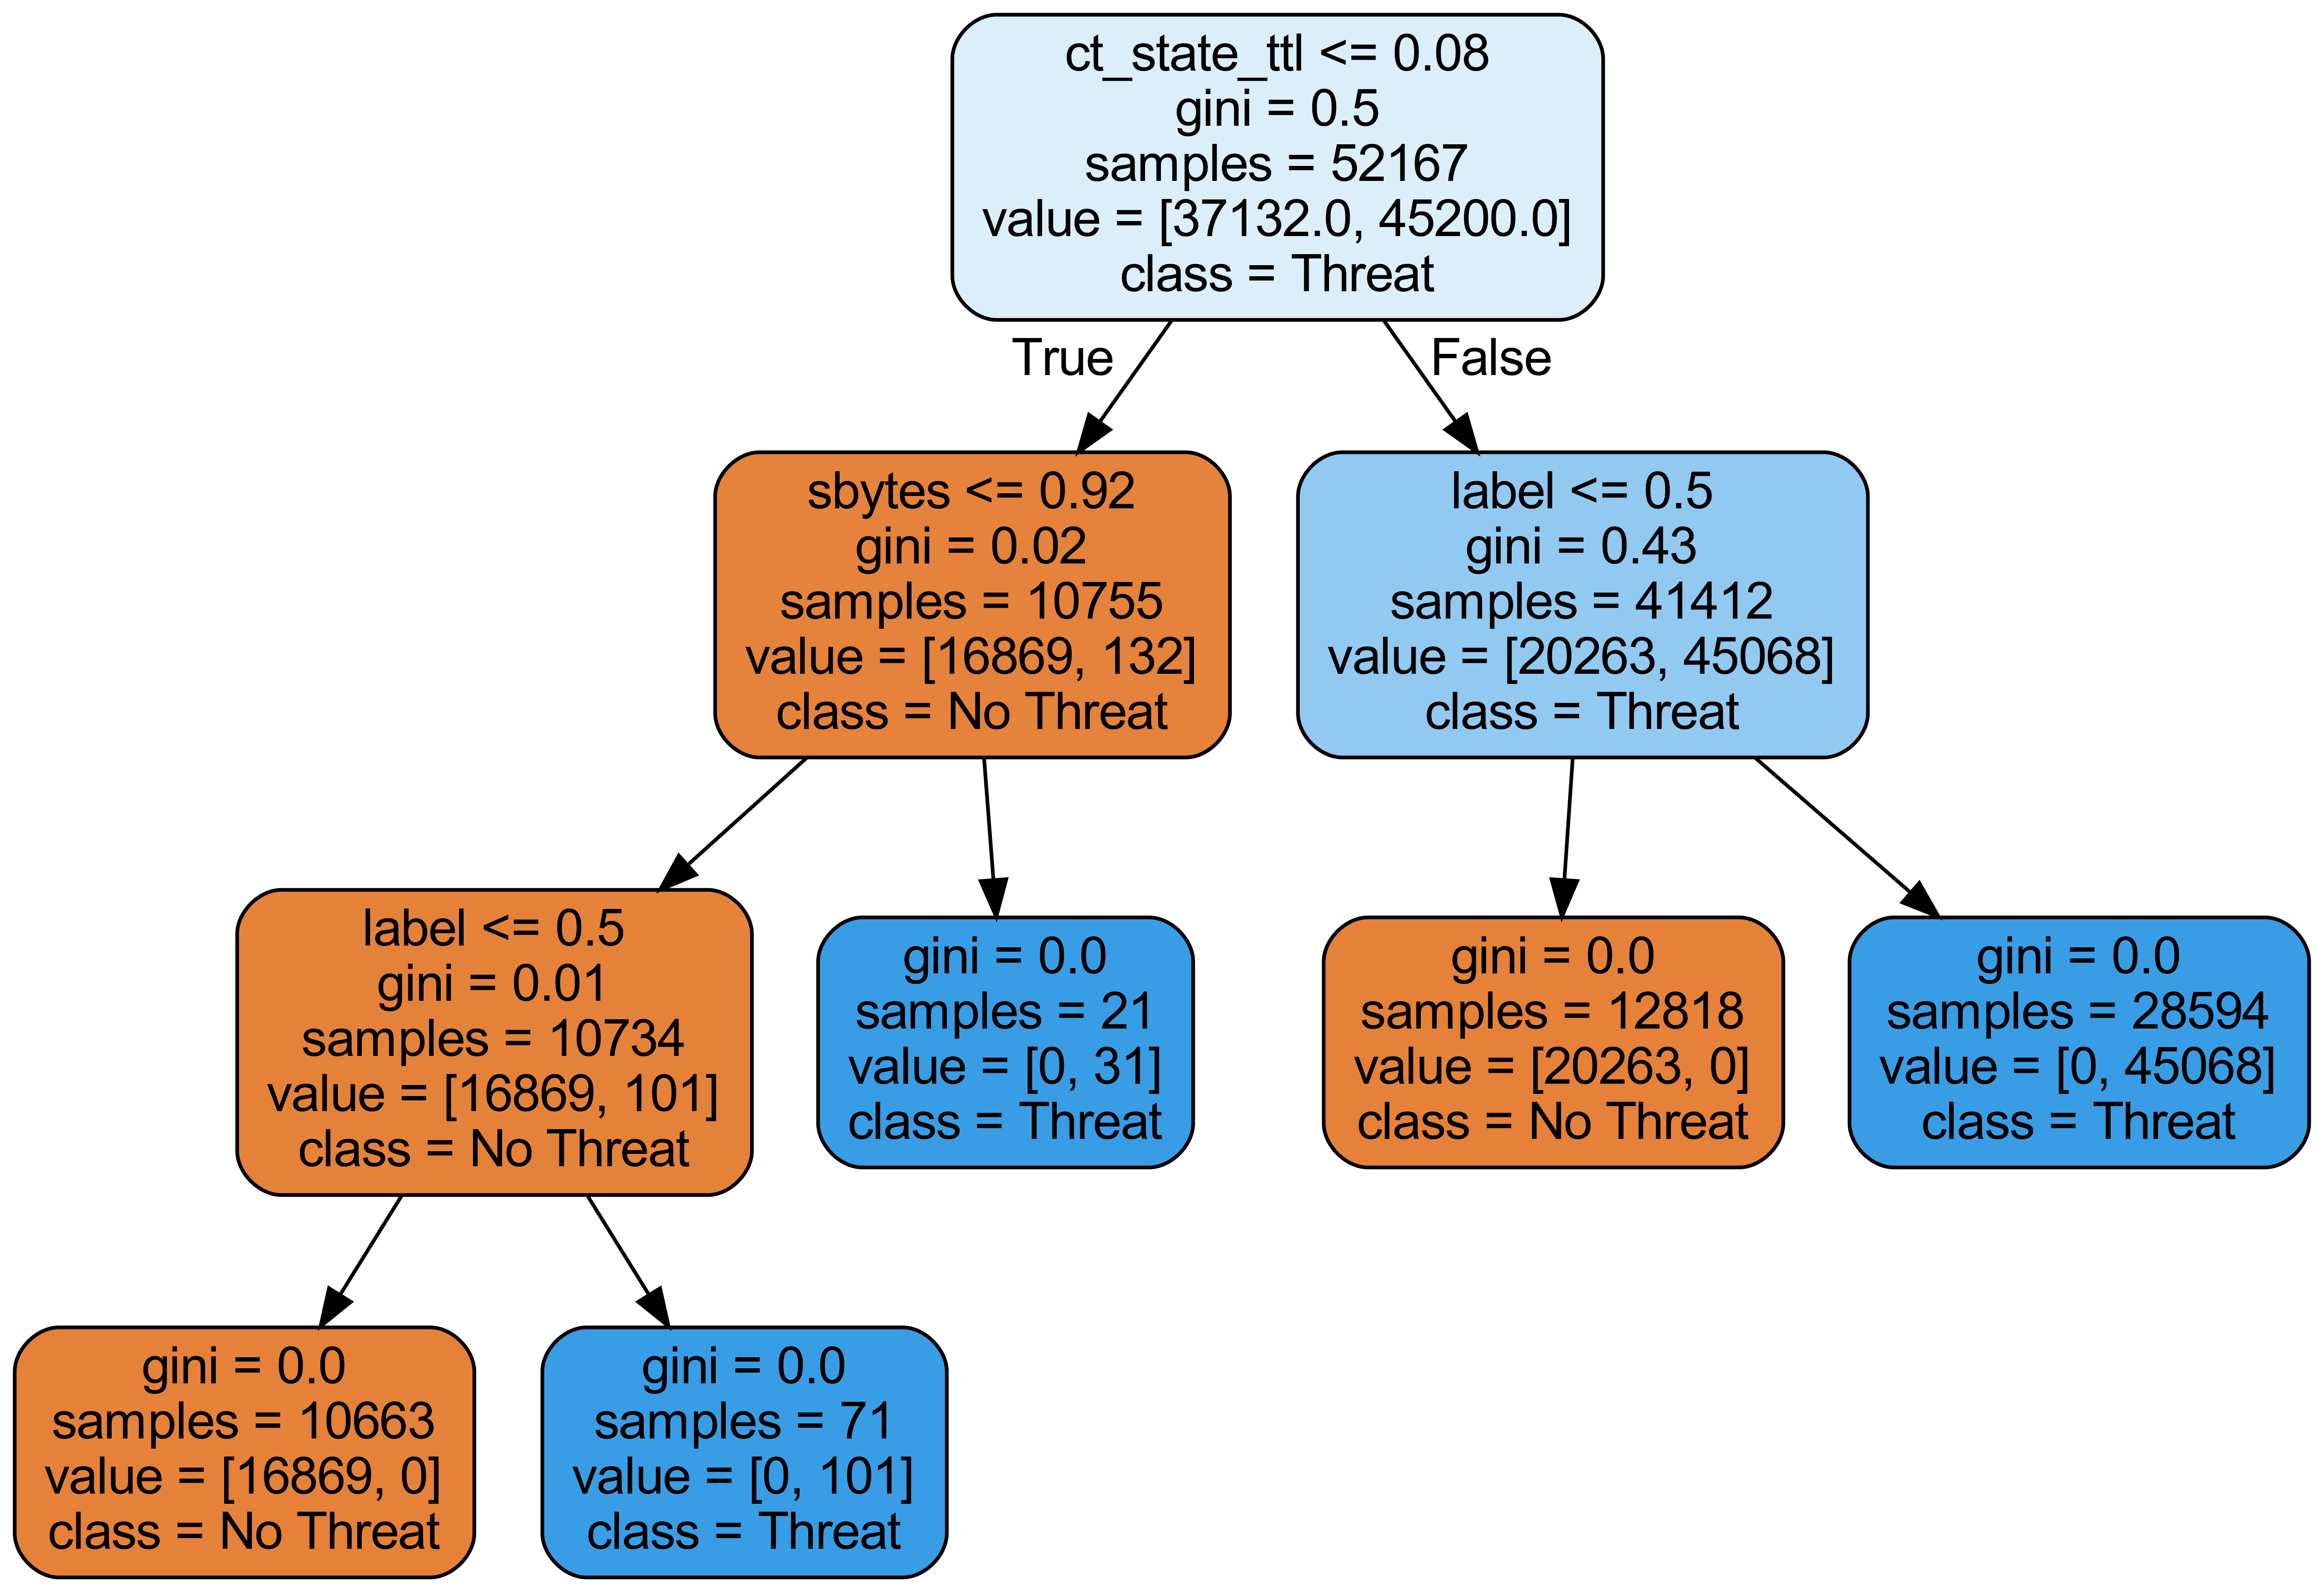 ct_state_ttl <= 0.08
gini = 0.5
samples = 52167
value = [37132.0, 45200.0]
class = Threat
True
False
sbytes <= 0.92
gini = 0.02
samples = 10755
value = [16869, 132]
class = No Threat
label <= 0.5
gini = 0.43
samples = 41412
value = [20263, 45068]
class = Threat
label <= 0.5
gini = 0.01
samples = 10734
value = [16869, 101]
class = No Threat
gini = 0.0
samples = 21
value = [0, 31]
class = Threat
gini = 0.0
samples = 12818
value = [20263, 0]
class = No Threat
gini = 0.0
samples = 28594
value = [0, 45068]
class = Threat
gini = 0.0
samples = 10663
value = [16869, 0]
class = No Threat
gini = 0.0
samples = 71
value = [0, 101]
class = Threat